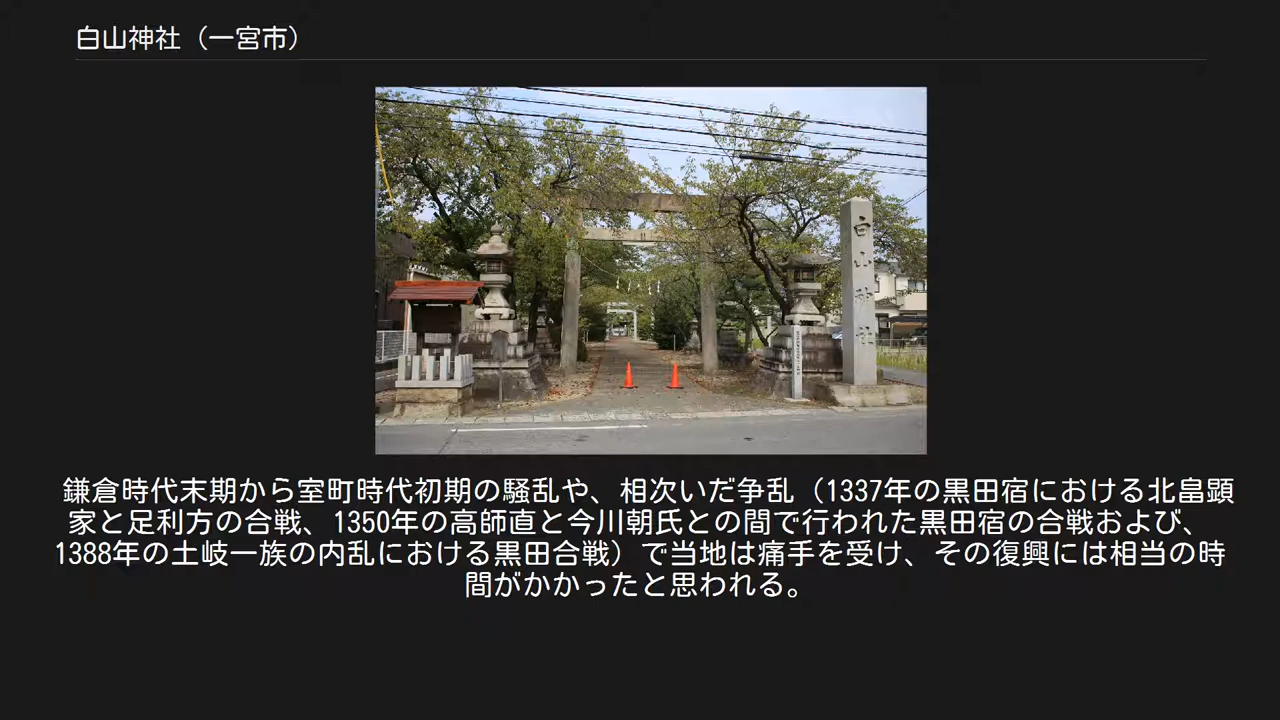 白山神社（一宮市）
白山神社
鎌倉時代末期から室町時代初期の騒乱や、相次いだ争乱（1337年の黒田宿における北畠顕
家と足利方の合戦、1350年の高師直と今川朝氏との間で行われた黒田宿の合戦および、
1388年の土岐一族の内乱における黒田合戦）で当地は痛手を受け、その復興には相当の時
間がかかったと思われる。